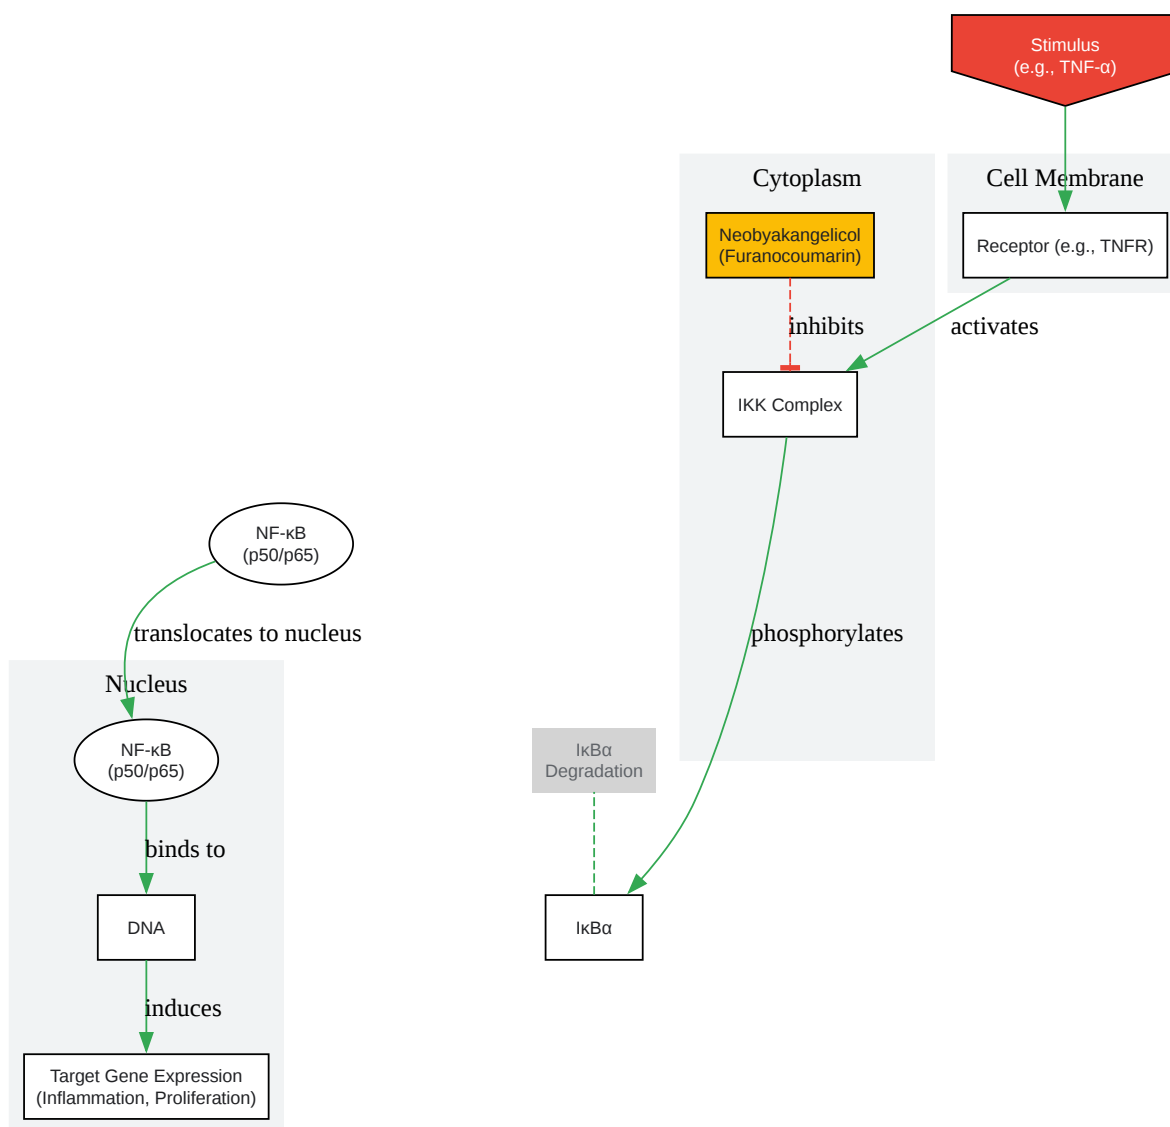 Stimulus
(e.g., TNF-α)
Cytoplasm
Cell Membrane
Neobyakangelicol
(Furanocoumarin)
Receptor (e.g., TNFR)
inhibits
activates
IKK Complex
NF-κB
(p50/p65)
translocates to nucleus
phosphorylates
Nucleus
NF-κB
(p50/p65)
IκBα
Degradation
binds to
DNA
IκBα
induces
Target Gene Expression
(Inflammation, Proliferation)